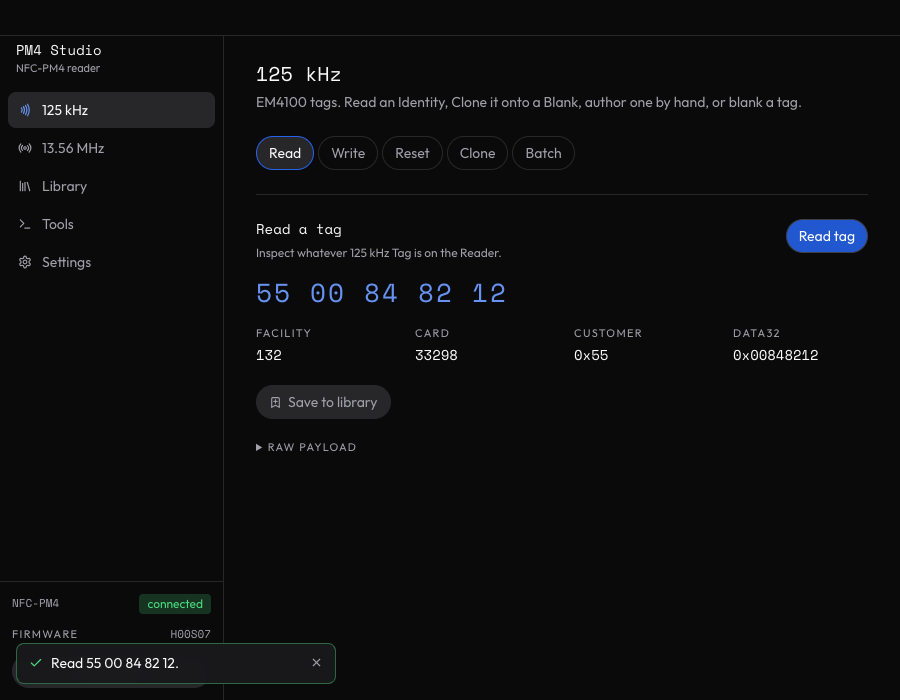 PM4 Studio
NFC-PM4 reader
125 kHz
13.56 MHz
Library
Tools
Settings
NFC-PM4
connected
FIRMWARE
H00S07
125 kHz
EM4100 tags. Read an Identity, Clone it onto a Blank, author one by hand, or blank a tag.
Read
Write
Reset
Clone
Batch
Read a tag
Inspect whatever 125 kHz Tag is on the Reader.
Read tag
55 00 84 82 12
FACILITY
132
CARD
33298
CUSTOMER
0x55
DATA32
0x00848212
Save to library
RAW PAYLOAD
Read 55 00 84 82 12.